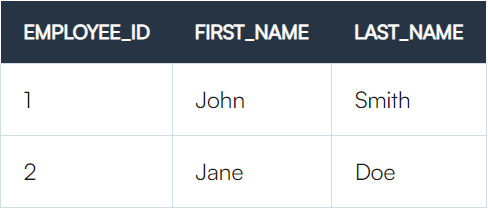 EMPLOYEE_ID FIRST_NAME LAST_NAME
1 John Smith
2 Jane Doe